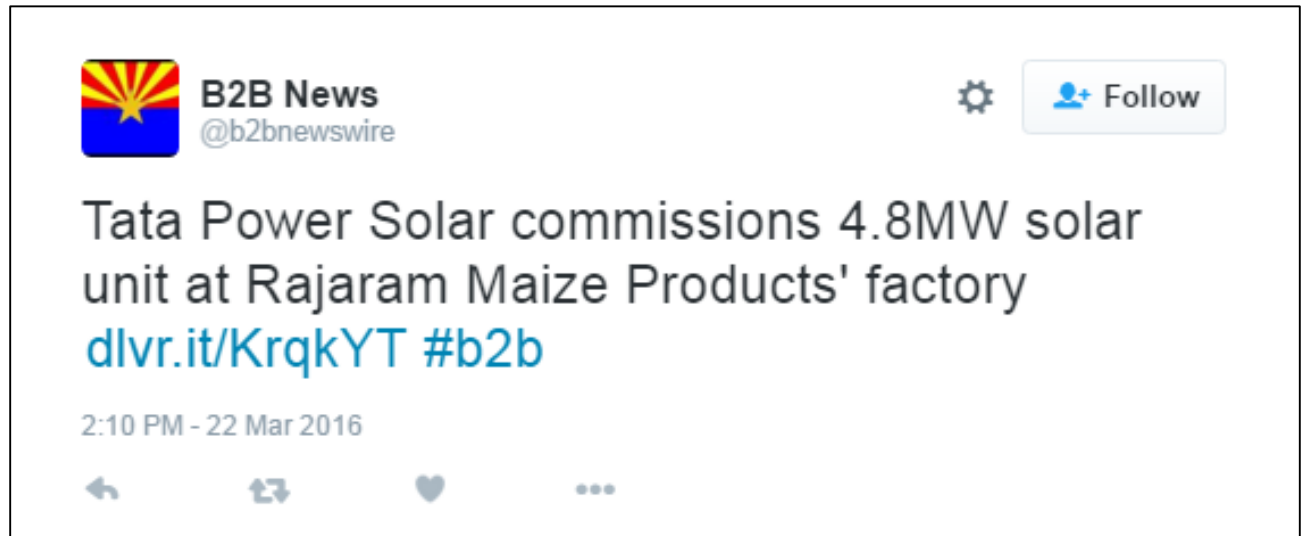 B2B News
@b2bnewswire
Follow
Tata Power Solar commissions 4.8MW solar
unit at Rajaram Maize Products' factory
dlvr.it/KrqkYT #b2b
2:10 PM - 22 Mar 2016